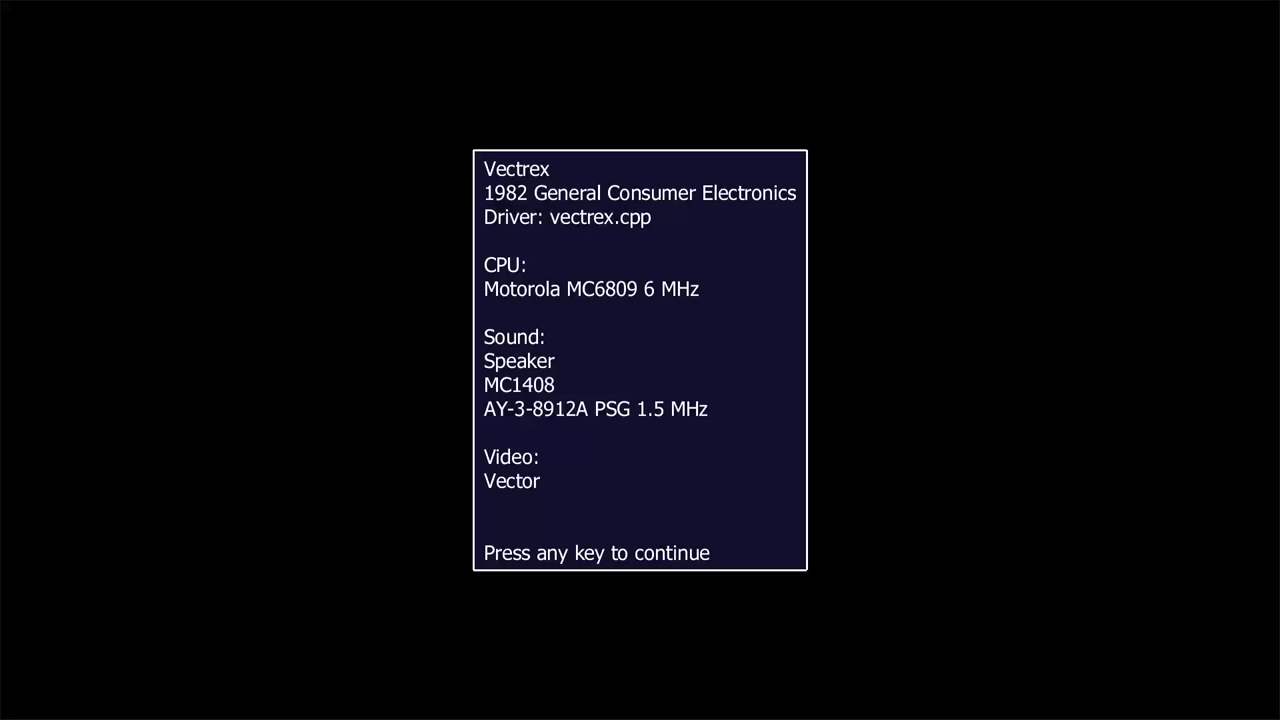 Vectrex
1982 General Consumer Electronics
Driver: vectrex.cpp
CPU:
Motorola MC6809 6 MHz
Sound:
Speaker
MC1408
AY-3-8912A PSG 1.5 MHz
Video:
Vector
Press any key to continue